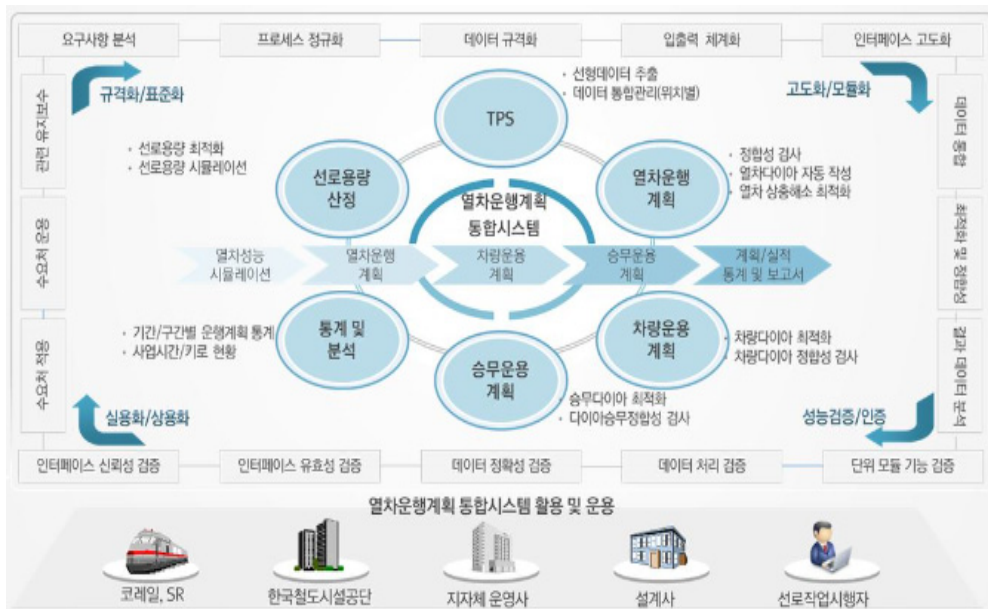 요구사항 분석
프로세스 정규화
데이터 규격화
입출력 체계화
인터페이스 고도화
규격화/표준화
고도화/모듈화
관련 유지보수
수요처 운용
수요처 적용
데이터 통합
최적화 및 정합성
결과 데이터 분석
TPS
· 선형데이터 추출
· 데이터 통합관리(위치별)
· 선로용량 최적화
· 선로용량 시뮬레이션
선로용량
산정
열차운행
계획
· 정합성 검사
· 열차다이아 자동 작성
· 열차 상충해소 최적화
열차운행계획
통합시스템
열차성능
시뮬레이션
열차운행
계획
차량운용
계획
승무운용
계획
계획/실적
통계 및 보고서
· 기간/구간별 운행계획 통계
· 사업시간/키로 현황
통계 및
분석
승무운용
계획
· 승무다이아 최적화
· 다이아승무정합성 검사
차량운용
계획
· 차량다이아 최적화
· 차량다이아 정합성 검사
실용화/상용화
성능검증/인증
인터페이스 신뢰성 검증
인터페이스 유효성 검증
데이터 정확성 검증
데이터 처리 검증
단위 모듈 기능 검증
열차운행계획 통합시스템 활용 및 운용
코레일, SR
한국철도시설공단
지자체 운영사
설계사
선로작업시행자